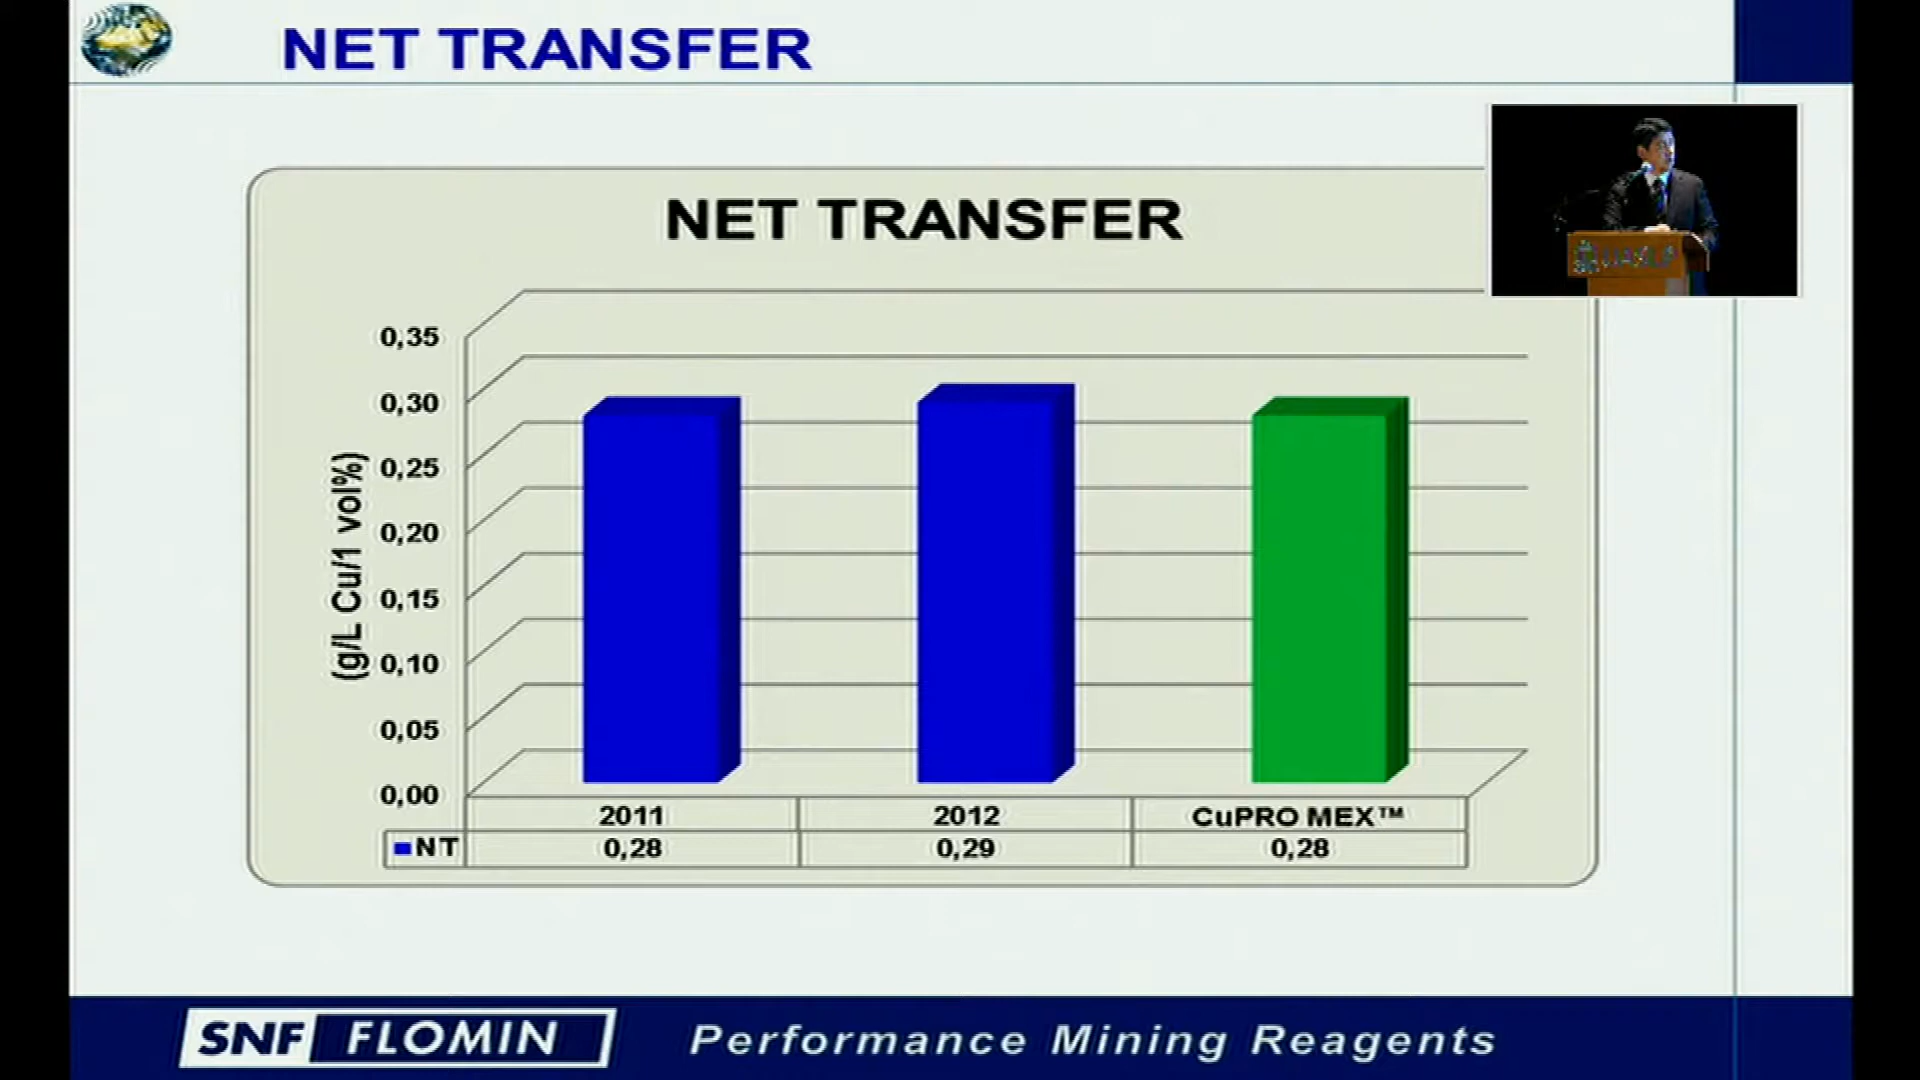 NET TRANSFER
NET TRANSFER
(g/L Cu/1 vol%)
0,35
0,30
0,25
0,20
0,15
0,10
0,05
0,00
2011 2012 CuPRO MEX™
NT 0,28 0,29 0,28
SNF FLOMIN Performance Mining Reagents